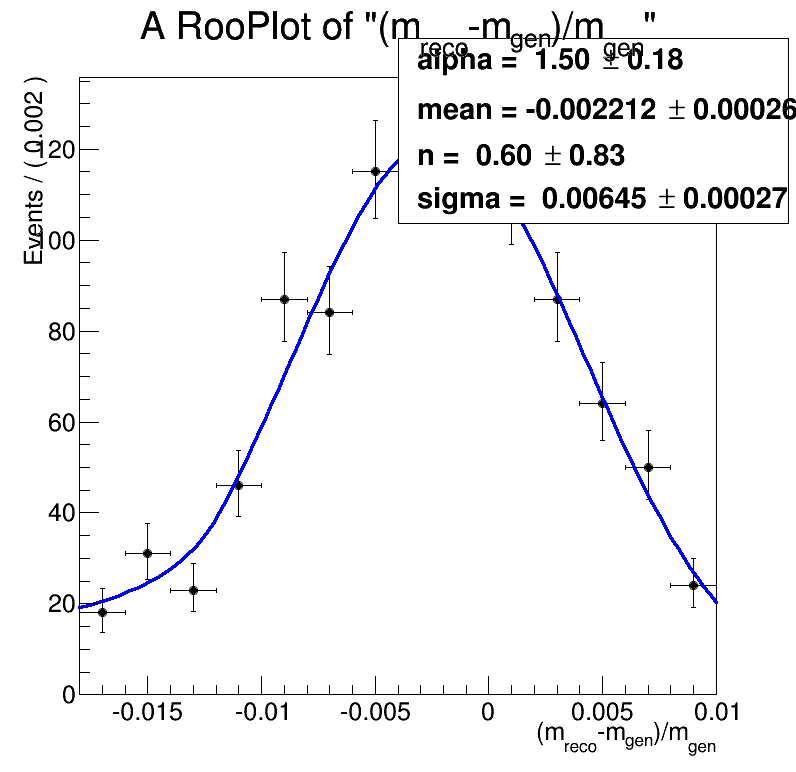 A RooPlot of "(m_reco-m_gen)/m_gen"
alpha = 1.50 ± 0.18
mean = -0.002212 ± 0.00026
n = 0.60 ± 0.83
sigma = 0.00645 ± 0.00027
Events / ( 0.002 )
120
100
80
60
40
20
0
-0.015 -0.01 -0.005 0 0.005 0.01
(m_reco-m_gen)/m_gen